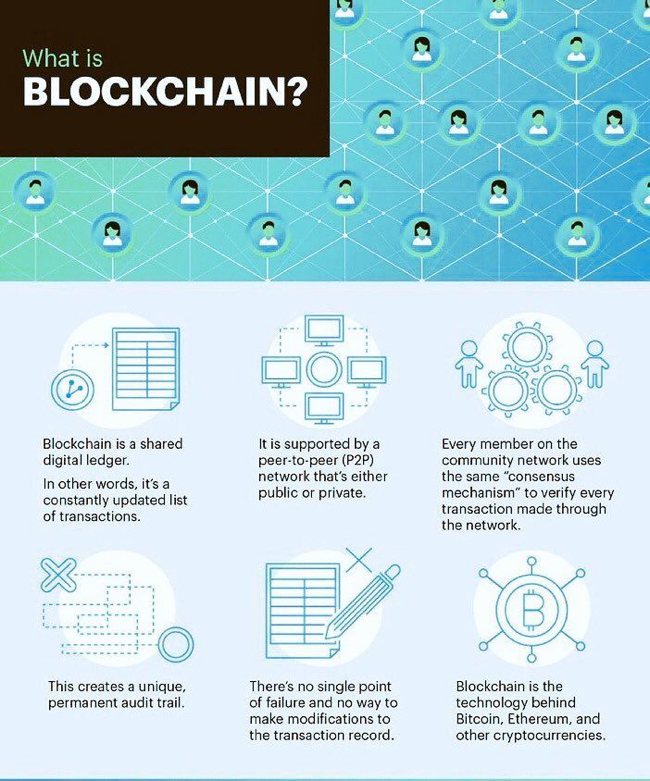 What is
BLOCKCHAIN?
Blockchain is a shared
digital ledger.
In other words, it's a
constantly updated list
of transactions.
It is supported by a
peer-to-peer (P2P)
network that's either
public or private.
Every member on the
community network uses
the same "consensus
mechanism" to verify every
transaction made through
the network.
This creates a unique,
permanent audit trail.
There's no single point
of failure and no way to
make modifications to
the transaction record.
Blockchain is the
technology behind
Bitcoin, Ethereum, and
other cryptocurrencies.